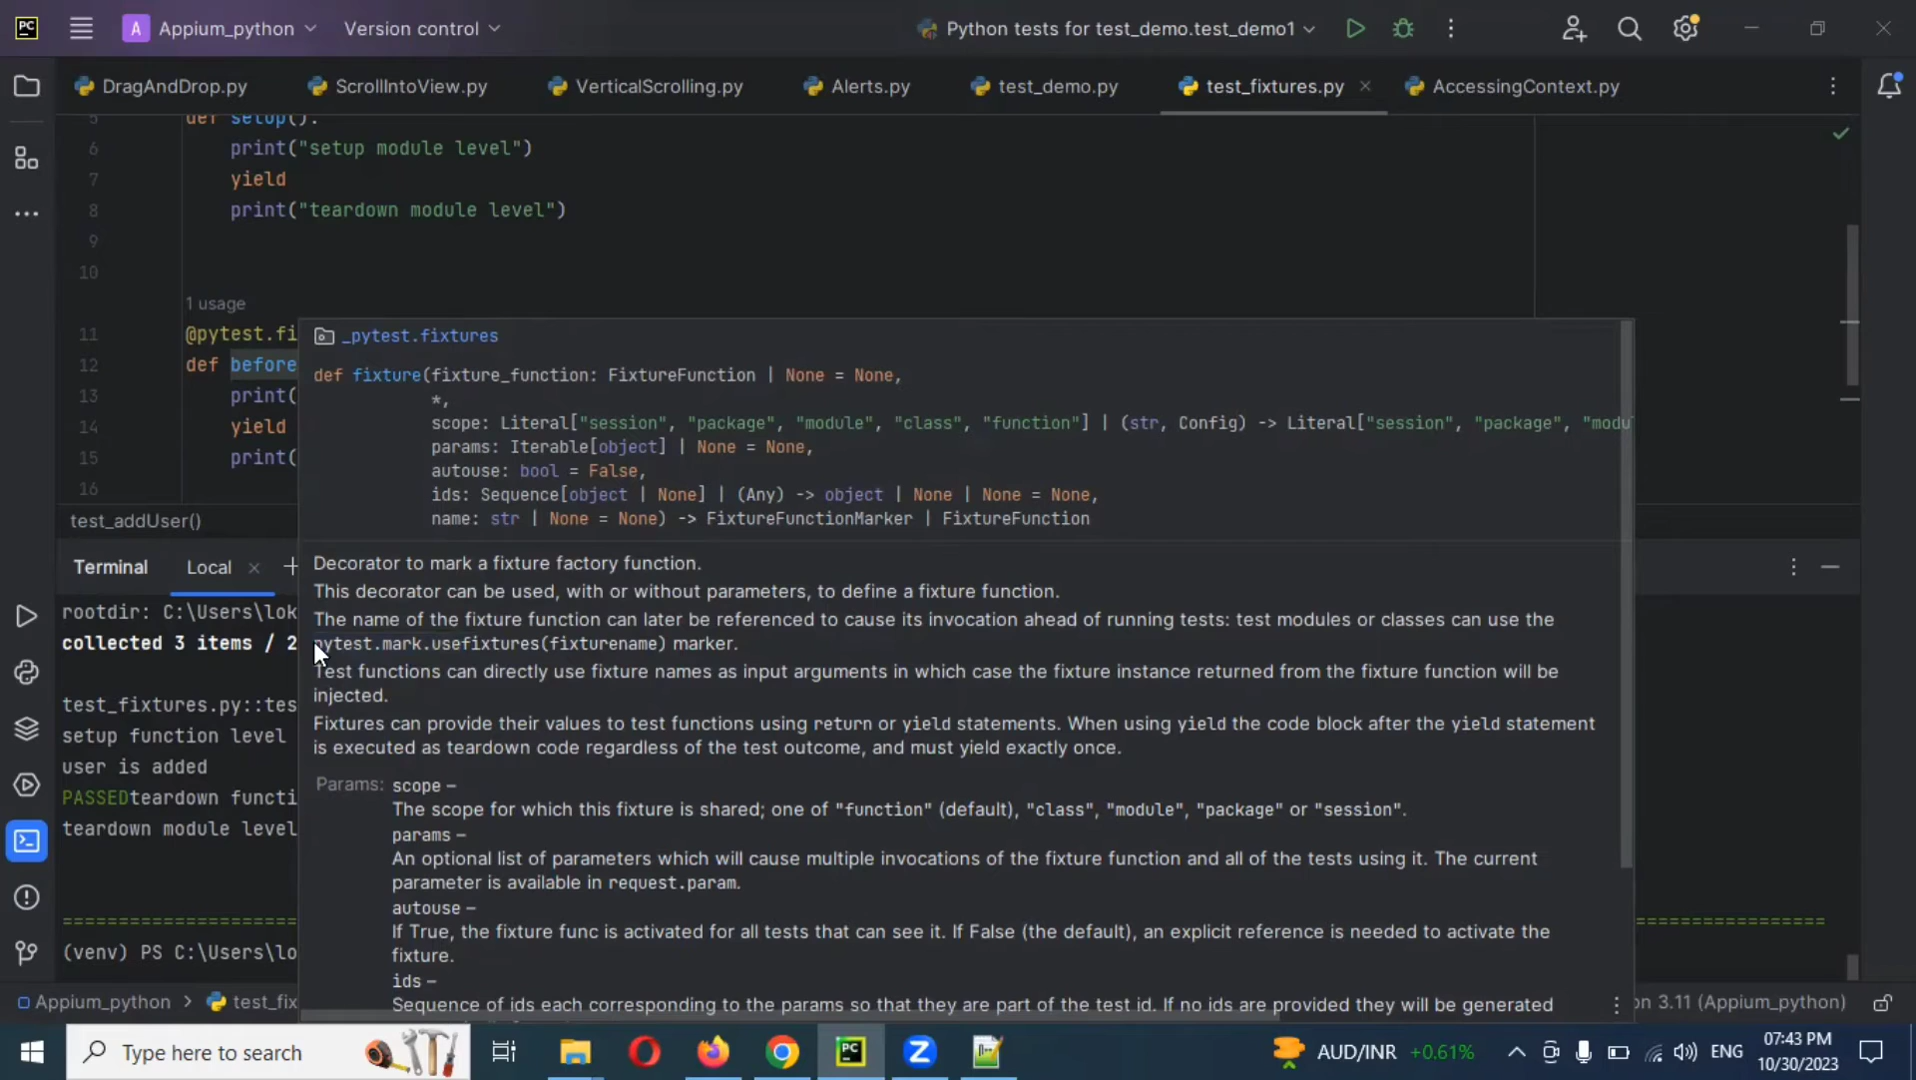 PC
A Appium_python
Version control
Python tests for test_demo.test_demo1
DragAndDrop.py
ScrollIntoView.py
VerticalScrolling.py
Alerts.py
test_demo.py
test_fixtures.py
AccessingContext.py
5 def setup():
6 print("setup module level")
7 yield
8 print("teardown module level")
9
10
1 usage
11 @pytest.fi
12 def before
13 print(
14 yield
15 print(
16
_pytest.fixtures
def fixture(fixture_function: FixtureFunction | None = None,
*,
scope: Literal["session", "package", "module", "class", "function"] | (str, Config) -> Literal["session", "package", "modu
params: Iterable[object] | None = None,
autouse: bool = False,
ids: Sequence[object | None] | (Any) -> object | None | None = None,
name: str | None = None) -> FixtureFunctionMarker | FixtureFunction
Decorator to mark a fixture factory function.
This decorator can be used, with or without parameters, to define a fixture function.
The name of the fixture function can later be referenced to cause its invocation ahead of running tests: test modules or classes can use the
pytest.mark.usefixtures(fixturename) marker.
Test functions can directly use fixture names as input arguments in which case the fixture instance returned from the fixture function will be
injected.
Fixtures can provide their values to test functions using return or yield statements. When using yield the code block after the yield statement
is executed as teardown code regardless of the test outcome, and must yield exactly once.
Params: scope –
The scope for which this fixture is shared; one of "function" (default), "class", "module", "package" or "session".
params –
An optional list of parameters which will cause multiple invocations of the fixture function and all of the tests using it. The current
parameter is available in request.param.
autouse –
If True, the fixture func is activated for all tests that can see it. If False (the default), an explicit reference is needed to activate the
fixture.
ids –
Sequence of ids each corresponding to the params so that they are part of the test id. If no ids are provided they will be generated
test_addUser()
Terminal
Local
rootdir: C:\Users\lok
collected 3 items / 2
test_fixtures.py::tes
setup function level
user is added
PASSEDteardown functi
teardown module level
================
(venv) PS C:\Users\lo
Appium_python
test_fix
on 3.11 (Appium_python)
Type here to search
PC
Z
AUD/INR +0.61%
ENG
07:43 PM
10/30/2023